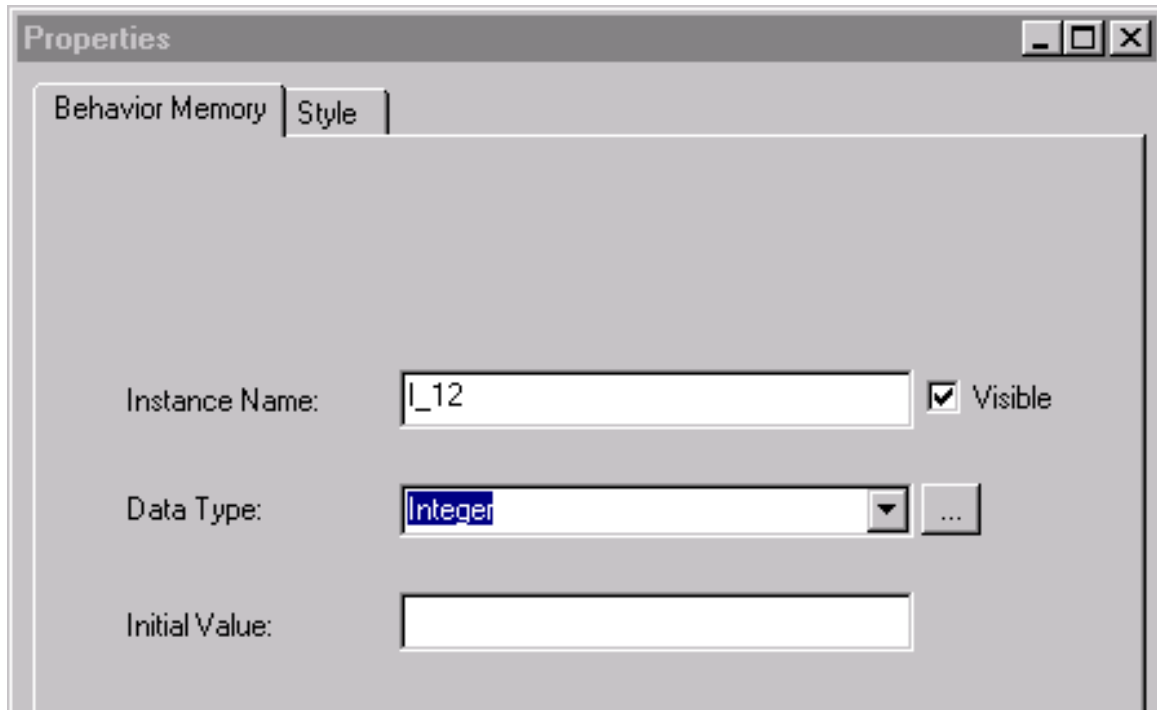 Properties
Behavior Memory Style
Instance Name: I_12 Visible
Data Type: Integer ...
Initial Value: